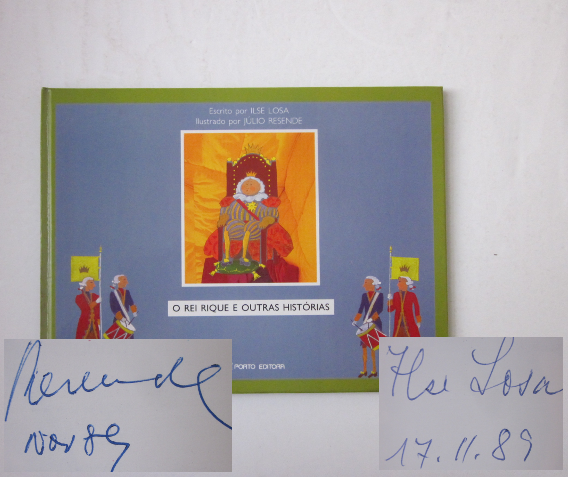 Escrito por ILSE LOSA
Ilustrado por JÚLIO RESENDE
O REI RIQUE E OUTRAS HISTÓRIAS
PORTO EDITORA
Resende
Nov 89
Ilse Losa
17.11.89